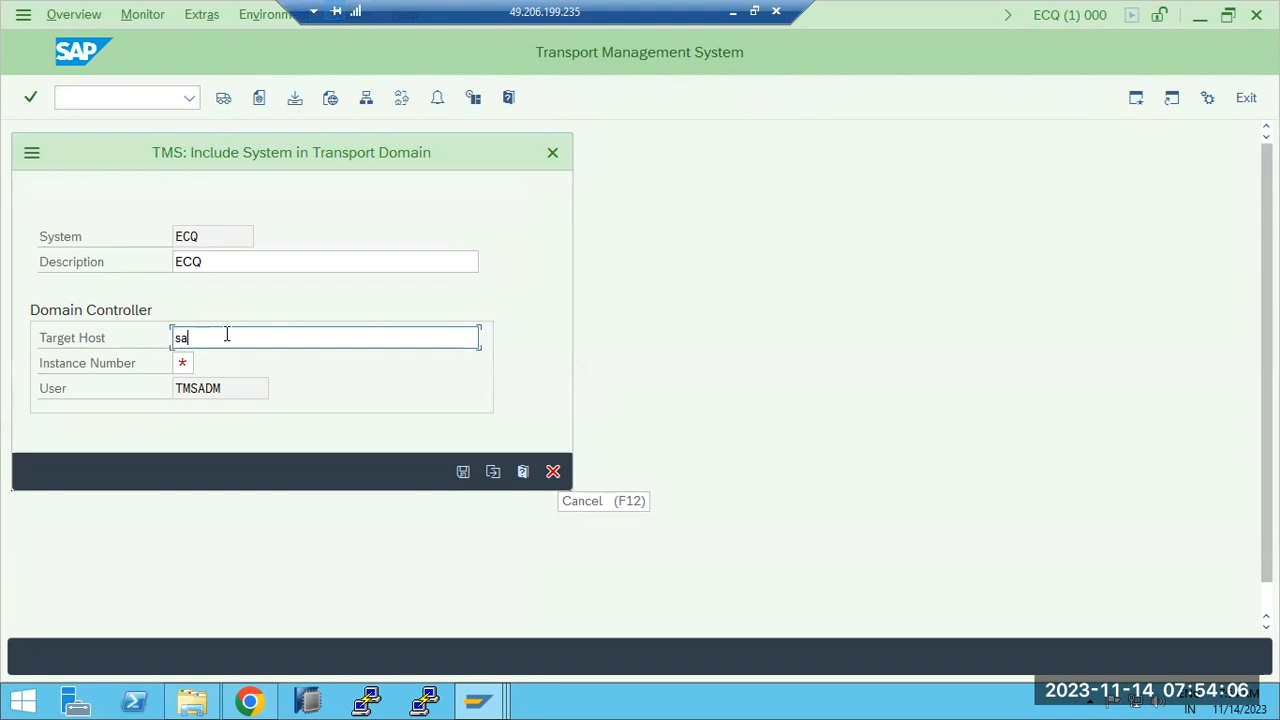 Overview Monitor Extras 49.206.199.235 ECQ (1) 000
SAP Transport Management System
Exit
TMS: Include System in Transport Domain
System ECQ
Description ECQ
Domain Controller
Target Host sa
Instance Number *
User TMSADM
Cancel (F12)
2023-11-14 07:54:06
IN 11/14/2023